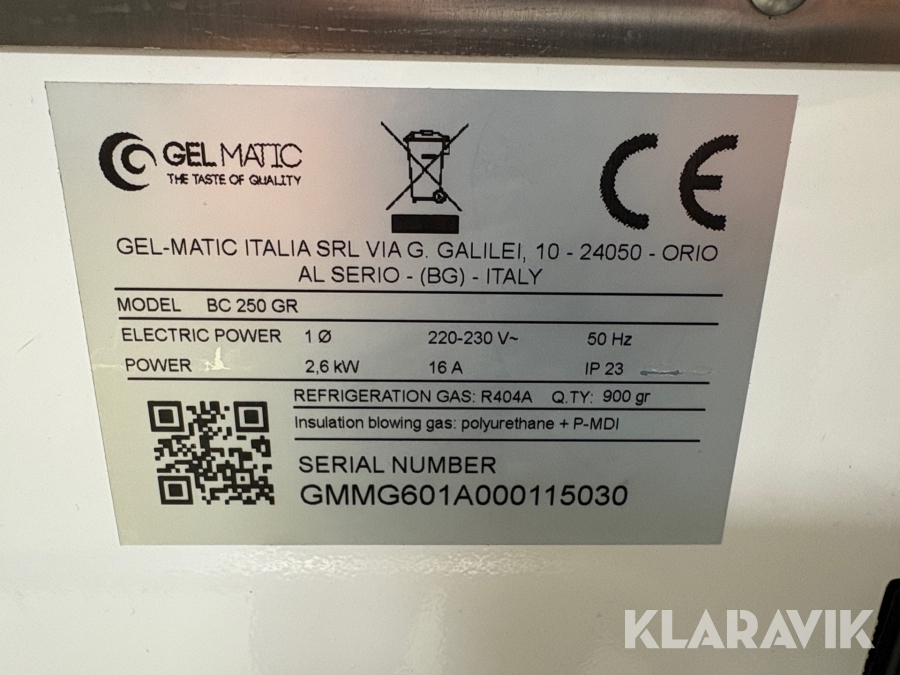 GEL MATIC
THE TASTE OF QUALITY
CE
GEL-MATIC ITALIA SRL VIA G. GALILEI, 10 - 24050 - ORIO
AL SERIO - (BG) - ITALY
MODEL BC 250 GR
ELECTRIC POWER 1 Ø 220-230 V~ 50 Hz
POWER 2,6 kW 16 A IP 23
REFRIGERATION GAS: R404A Q.TY: 900 gr
Insulation blowing gas: polyurethane + P-MDI
SERIAL NUMBER
GMMG601A000115030
KLARAVIK